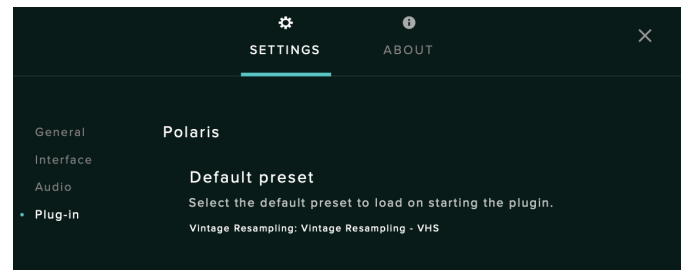 SETTINGS
ABOUT
General
Interface
Audio
Plug-in
Polaris
Default preset
Select the default preset to load on starting the plugin.
Vintage Resampling: Vintage Resampling - VHS